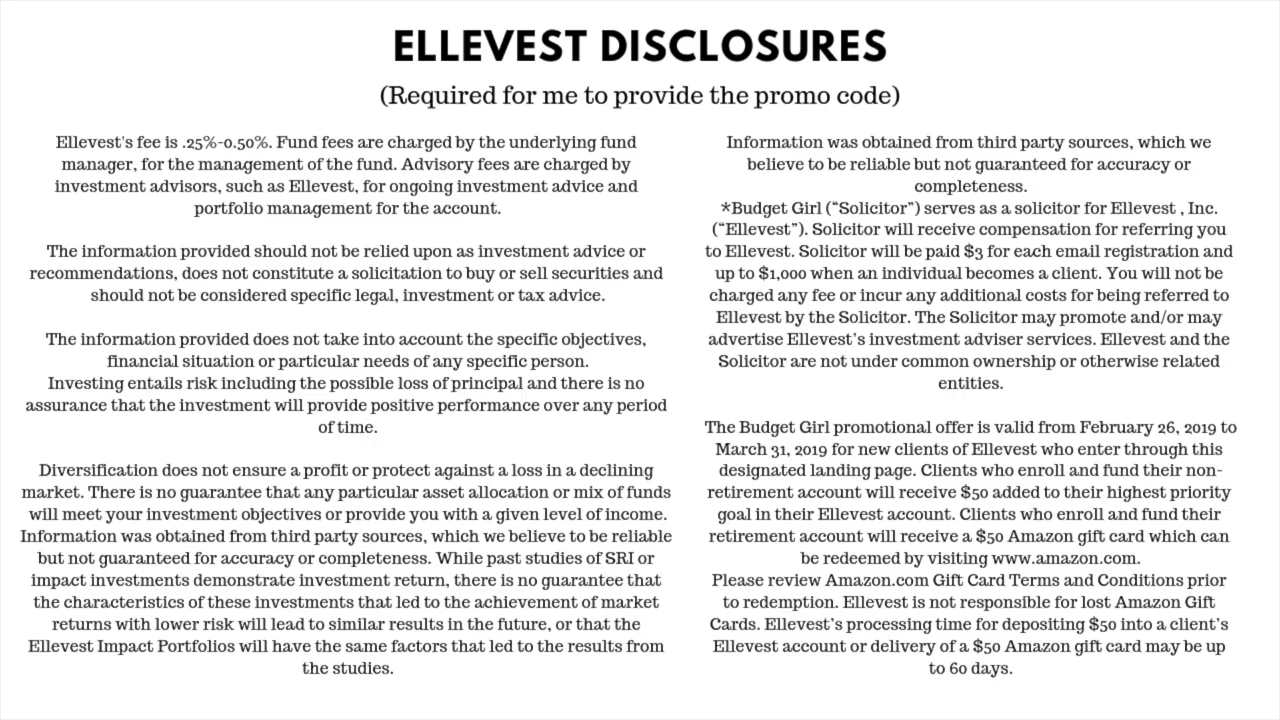 ELLEVEST DISCLOSURES
(Required for me to provide the promo code)
Ellevest's fee is .25%-0.50%. Fund fees are charged by the underlying fund
manager, for the management of the fund. Advisory fees are charged by
investment advisors, such as Ellevest, for ongoing investment advice and
portfolio management for the account.
The information provided should not be relied upon as investment advice or
recommendations, does not constitute a solicitation to buy or sell securities and
should not be considered specific legal, investment or tax advice.
The information provided does not take into account the specific objectives,
financial situation or particular needs of any specific person.
Investing entails risk including the possible loss of principal and there is no
assurance that the investment will provide positive performance over any period
of time.
Diversification does not ensure a profit or protect against a loss in a declining
market. There is no guarantee that any particular asset allocation or mix of funds
will meet your investment objectives or provide you with a given level of income.
Information was obtained from third party sources, which we believe to be reliable
but not guaranteed for accuracy or completeness. While past studies of SRI or
impact investments demonstrate investment return, there is no guarantee that
the characteristics of these investments that led to the achievement of market
returns with lower risk will lead to similar results in the future, or that the
Ellevest Impact Portfolios will have the same factors that led to the results from
the studies.
Information was obtained from third party sources, which we
believe to be reliable but not guaranteed for accuracy or
completeness.
*Budget Girl (“Solicitor”) serves as a solicitor for Ellevest , Inc.
(“Ellevest”). Solicitor will receive compensation for referring you
to Ellevest. Solicitor will be paid $3 for each email registration and
up to $1,000 when an individual becomes a client. You will not be
charged any fee or incur any additional costs for being referred to
Ellevest by the Solicitor. The Solicitor may promote and/or may
advertise Ellevest’s investment adviser services. Ellevest and the
Solicitor are not under common ownership or otherwise related
entities.
The Budget Girl promotional offer is valid from February 26, 2019 to
March 31, 2019 for new clients of Ellevest who enter through this
designated landing page. Clients who enroll and fund their non-
retirement account will receive $50 added to their highest priority
goal in their Ellevest account. Clients who enroll and fund their
retirement account will receive a $50 Amazon gift card which can
be redeemed by visiting www.amazon.com.
Please review Amazon.com Gift Card Terms and Conditions prior
to redemption. Ellevest is not responsible for lost Amazon Gift
Cards. Ellevest’s processing time for depositing $50 into a client’s
Ellevest account or delivery of a $50 Amazon gift card may be up
to 60 days.